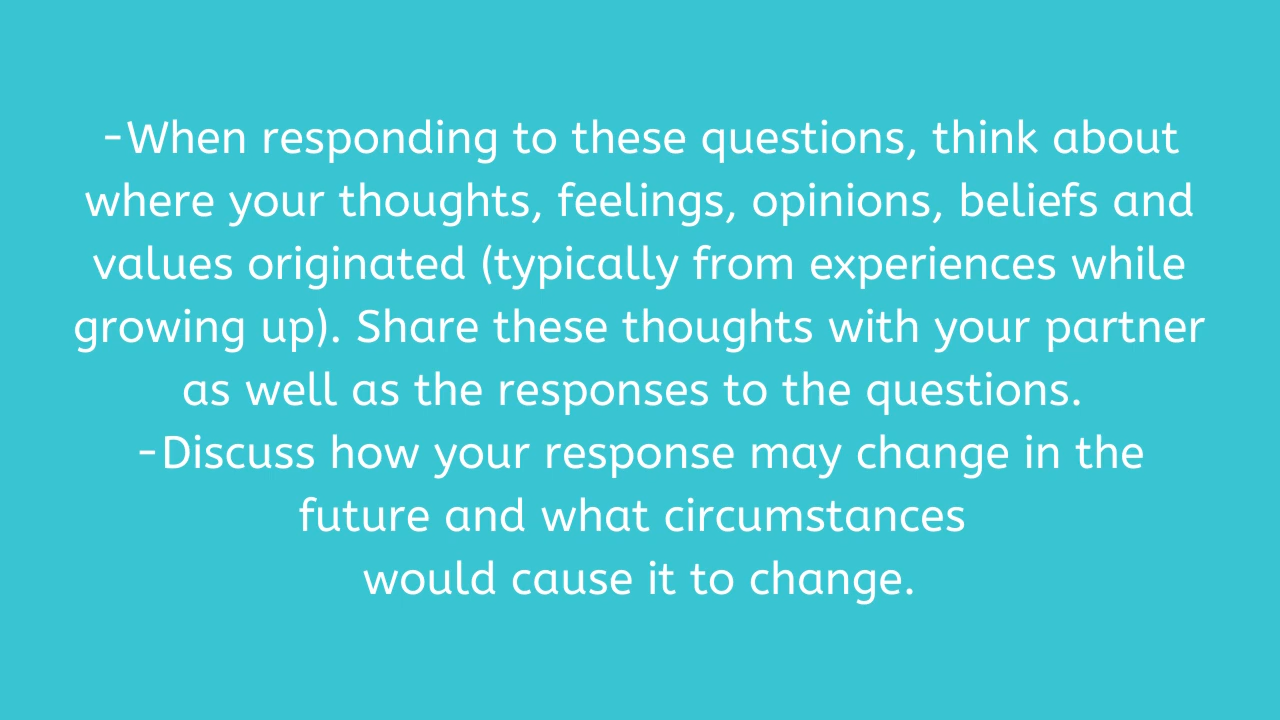 -When responding to these questions, think about
where your thoughts, feelings, opinions, beliefs and
values originated (typically from experiences while
growing up). Share these thoughts with your partner
as well as the responses to the questions.
-Discuss how your response may change in the
future and what circumstances
would cause it to change.